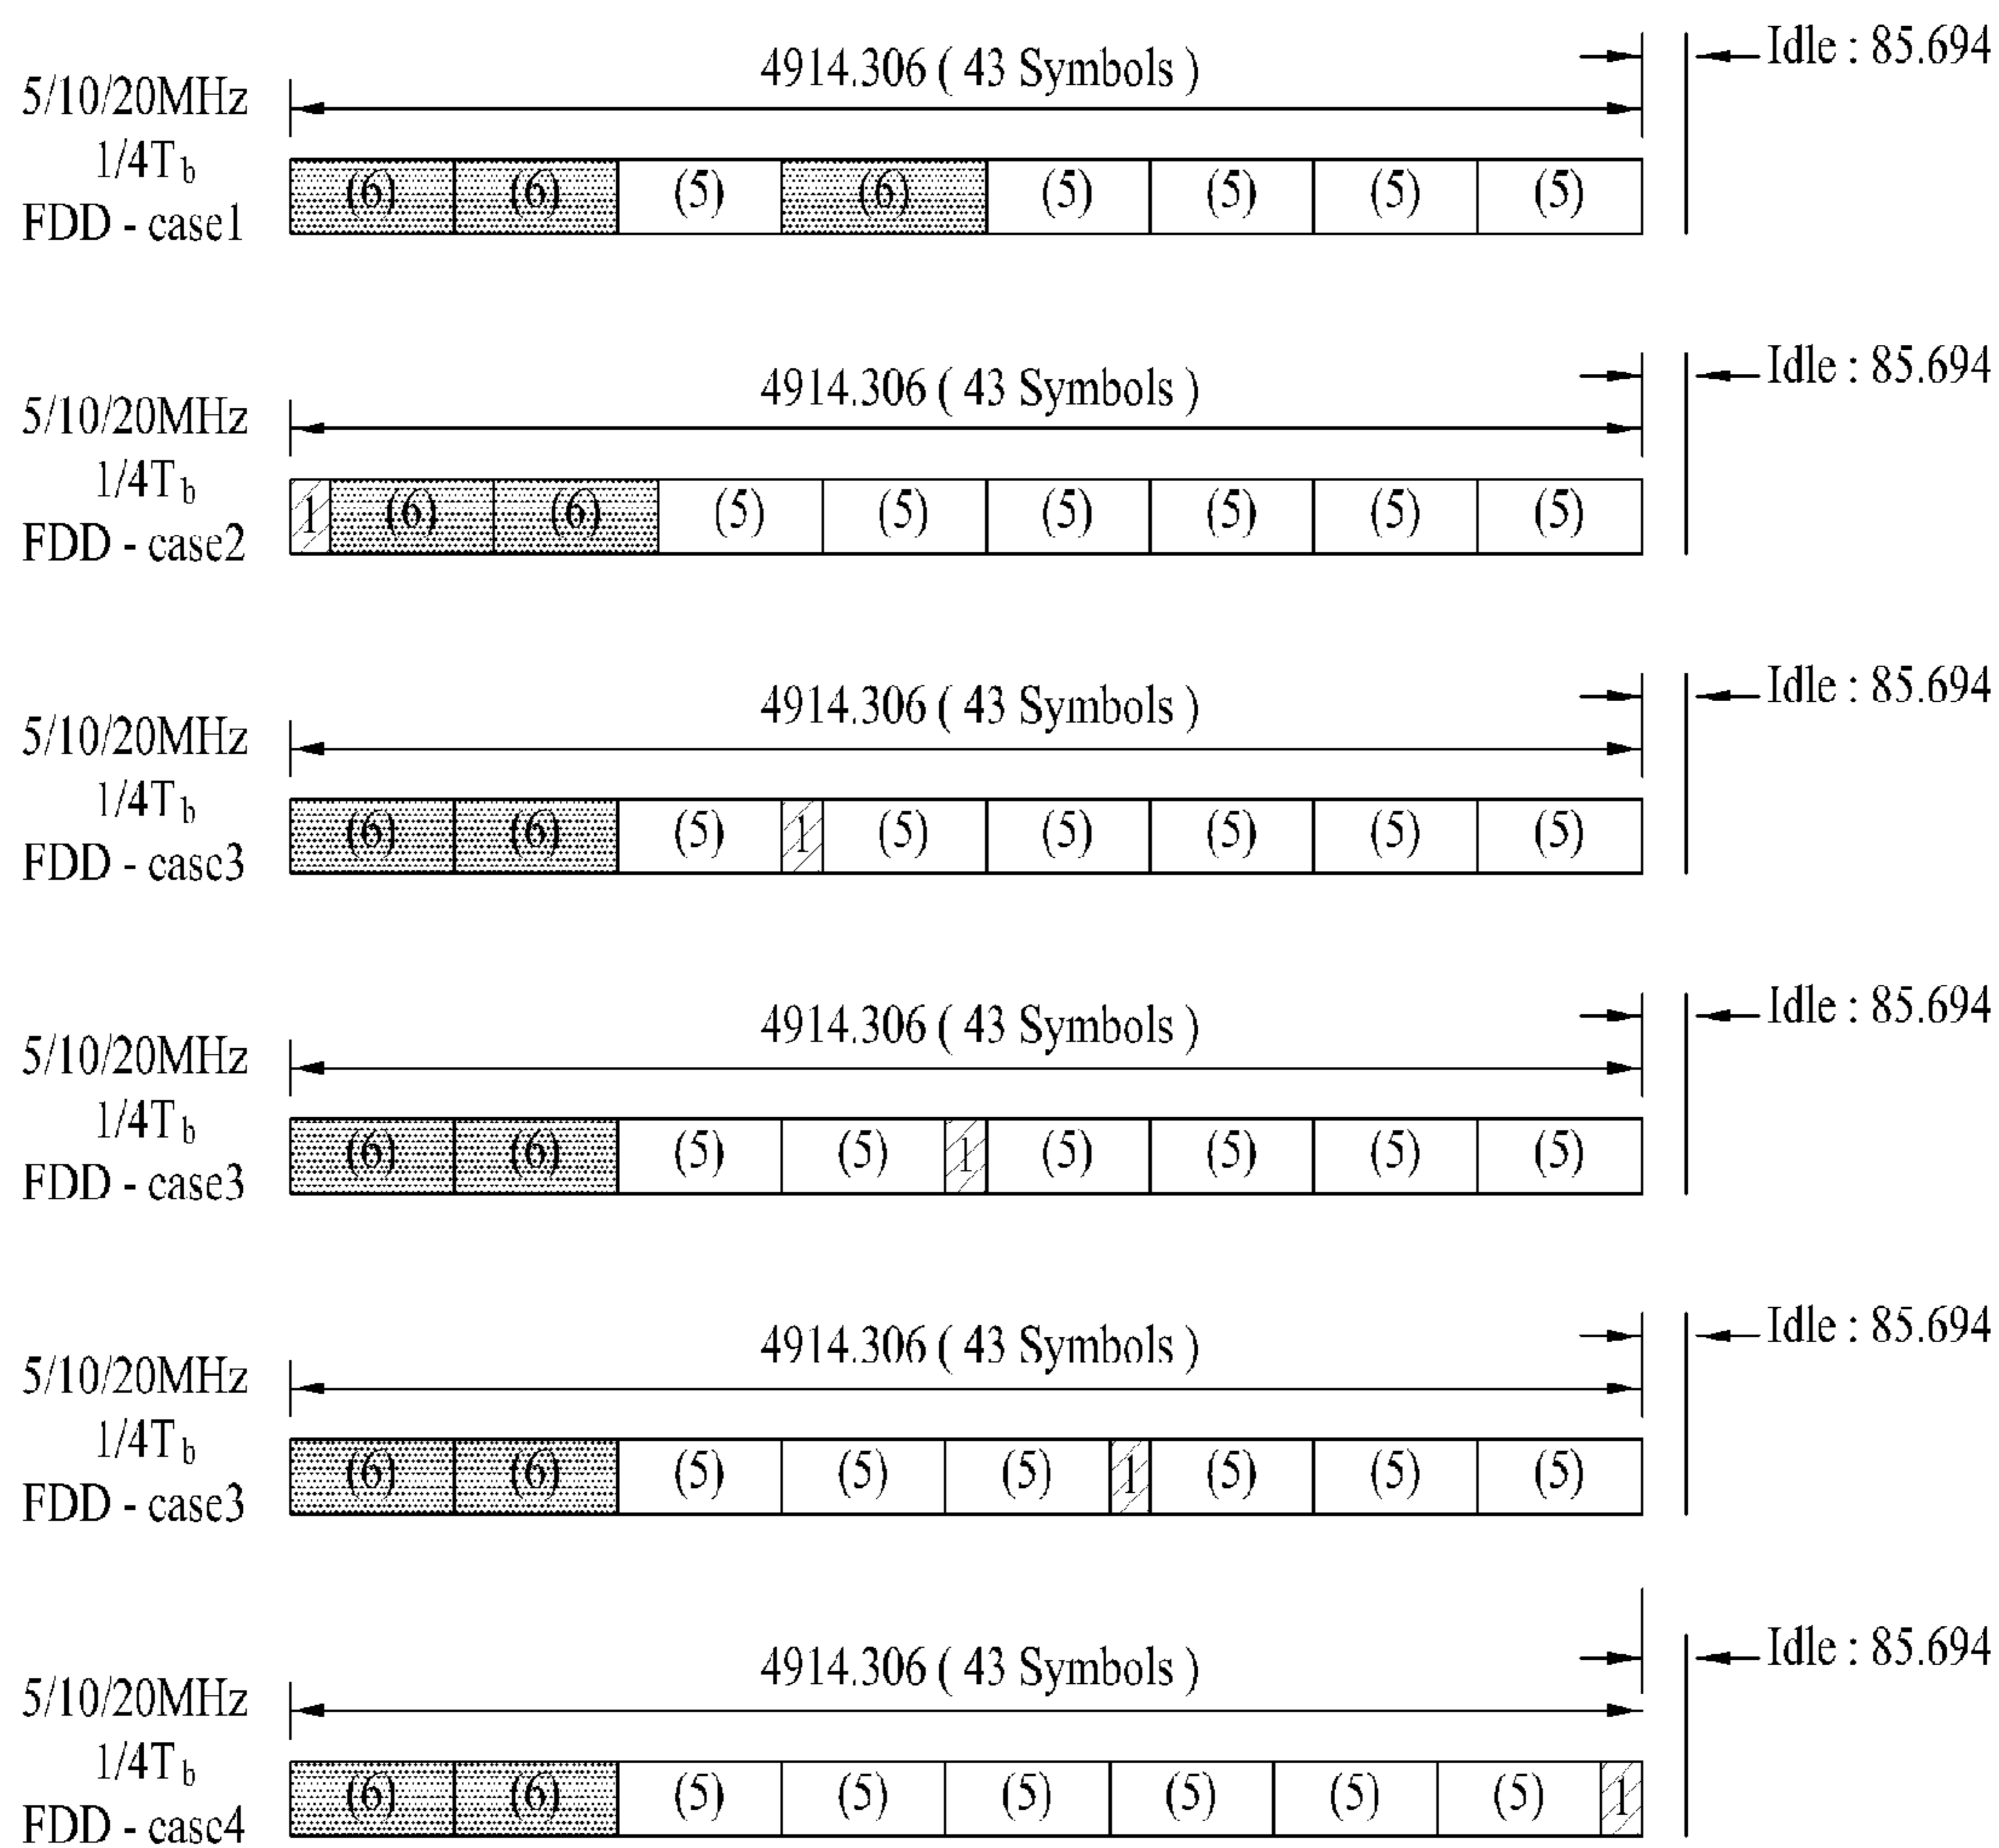 4914.306 ( 43 Symbols )
Idle : 85.694
5/10/20MHz
1/4Tb
FDD - case1
(6) (6) (5) (6) (5) (5) (5) (5)
4914.306 ( 43 Symbols )
Idle : 85.694
5/10/20MHz
1/4Tb
FDD - case2
1 (6) (6) (5) (5) (5) (5) (5) (5)
4914.306 ( 43 Symbols )
Idle : 85.694
5/10/20MHz
1/4Tb
FDD - case3
(6) (6) (5) 1 (5) (5) (5) (5) (5)
4914.306 ( 43 Symbols )
Idle : 85.694
5/10/20MHz
1/4Tb
FDD - case3
(6) (6) (5) (5) 1 (5) (5) (5) (5)
4914.306 ( 43 Symbols )
Idle : 85.694
5/10/20MHz
1/4Tb
FDD - case3
(6) (6) (5) (5) (5) 1 (5) (5) (5)
4914.306 ( 43 Symbols )
Idle : 85.694
5/10/20MHz
1/4Tb
FDD - case4
(6) (6) (5) (5) (5) (5) (5) (5) 1